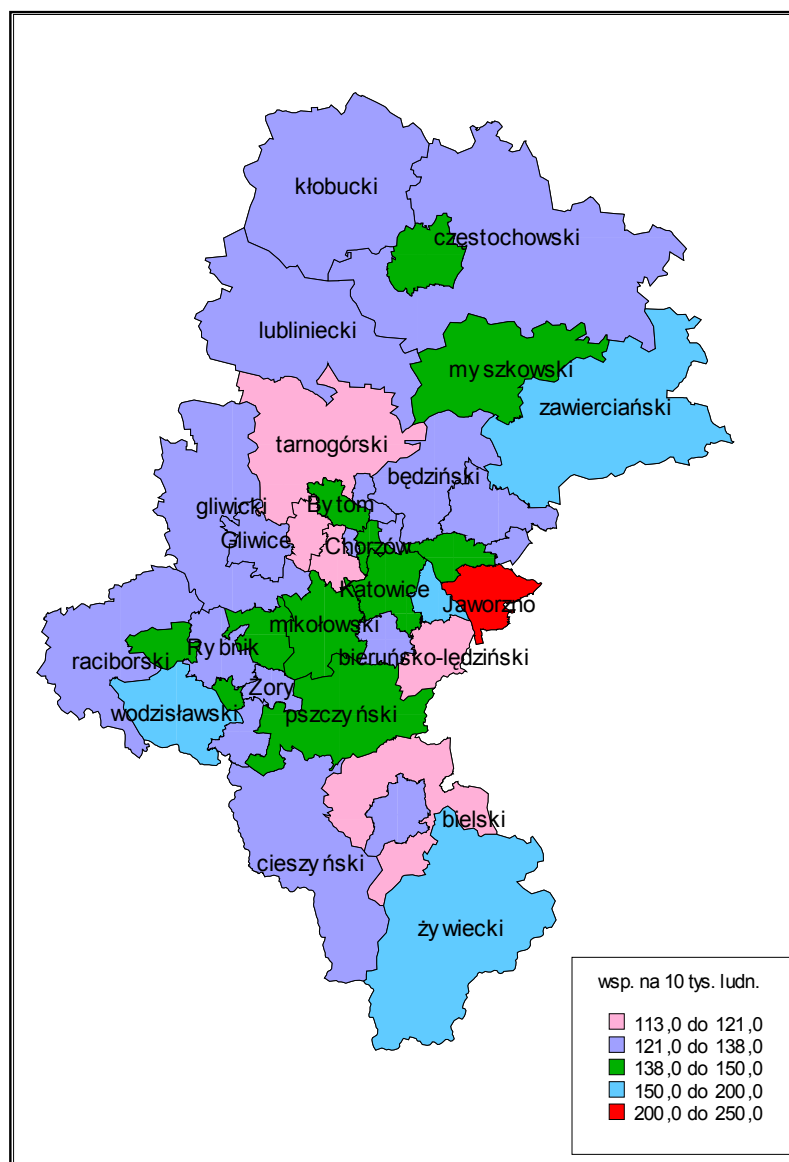 kłobucki
częstochowski
lubliniecki
myszkowski
zawierciański
tarnogórski
będziński
Bytom
gliwicki
Gliwice
Chorzów
Katowice
Jaworzno
mikołowski
Rybnik
raciborski
bieruńsko-lędziński
Żory
wodzisławski
pszczyński
bielski
cieszyński
żywiecki
wsp. na 10 tys. ludn.
113,0 do 121,0
121,0 do 138,0
138,0 do 150,0
150,0 do 200,0
200,0 do 250,0